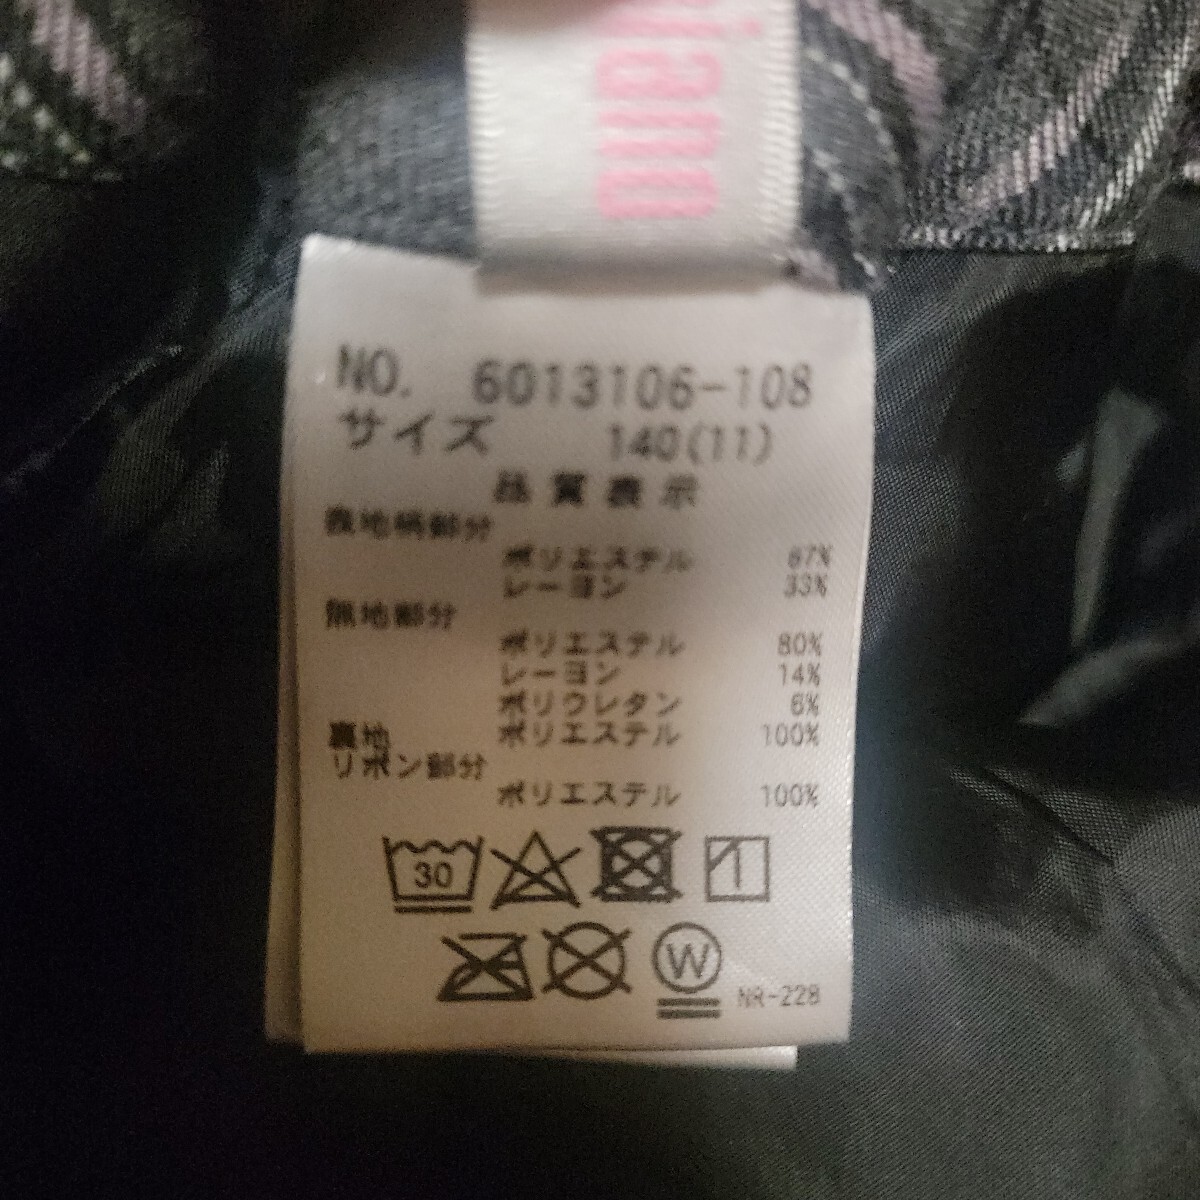 jano
NO. 6013106-108
サイズ 140(11)
品質表示
表地柄部分
ポリエステル 67%
レーヨン 33%
無地部分
ポリエステル 80%
レーヨン 14%
ポリウレタン 6%
裏地 ポリエステル 100%
リボン部分
ポリエステル 100%
30
W NR-228